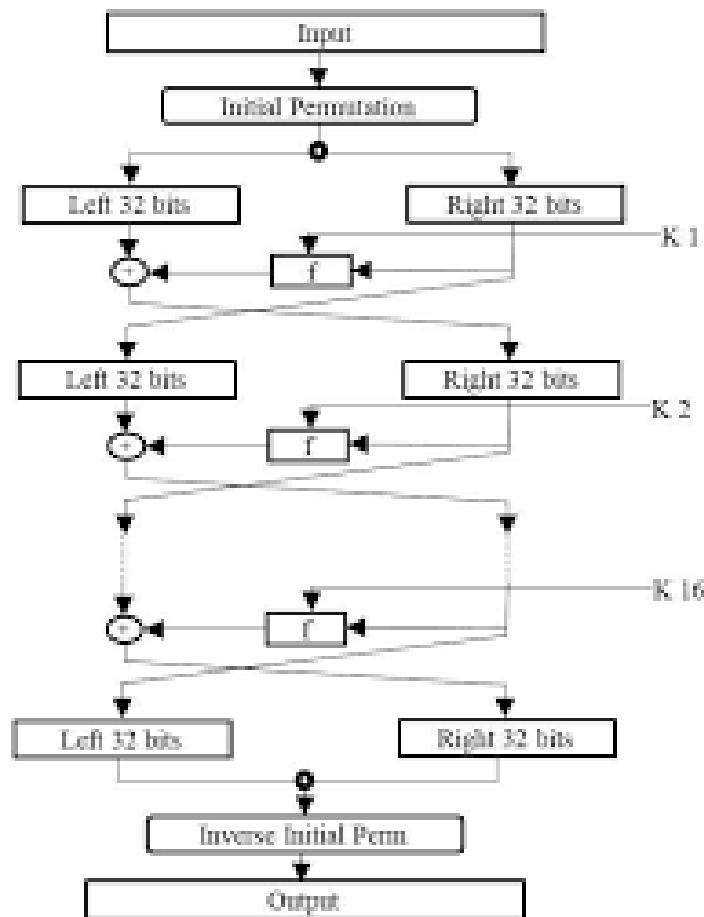 Input
Initial Permutation
Left 32 bits
Right 32 bits
K 1
+
f
Left 32 bits
Right 32 bits
K 2
+
f
K 16
+
f
Left 32 bits
Right 32 bits
Inverse Initial Perm
Output